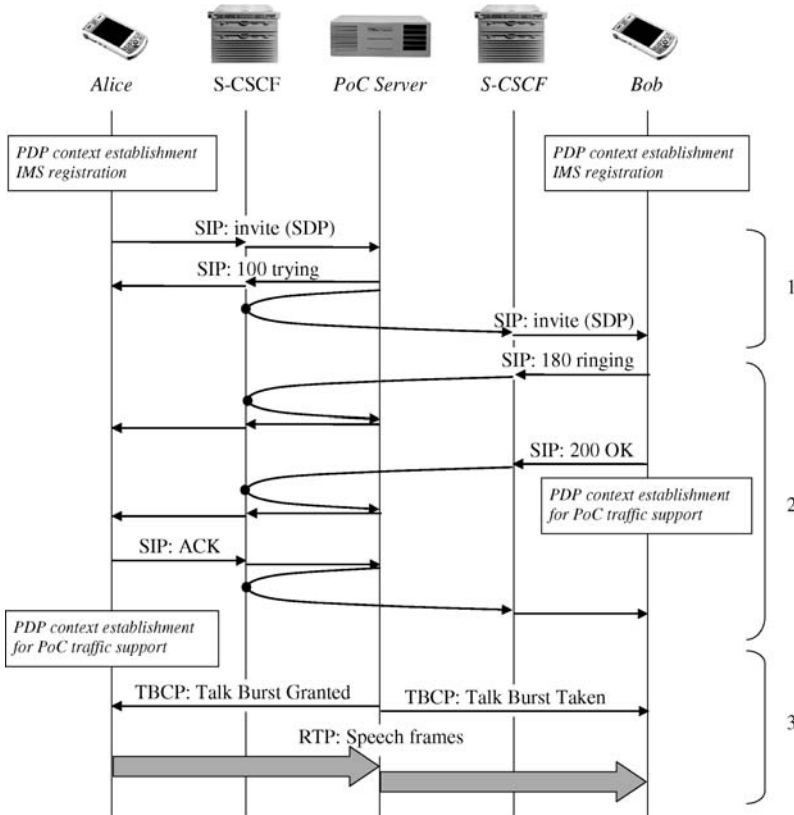 Alice
S-CSCF
PoC Server
S-CSCF
Bob
PDP context establishment
IMS registration
PDP context establishment
IMS registration
SIP: invite (SDP)
SIP: 100 trying
1
SIP: invite (SDP)
SIP: 180 ringing
SIP: 200 OK
PDP context establishment
for PoC traffic support
2
SIP: ACK
PDP context establishment
for PoC traffic support
TBCP: Talk Burst Granted
TBCP: Talk Burst Taken
3
RTP: Speech frames